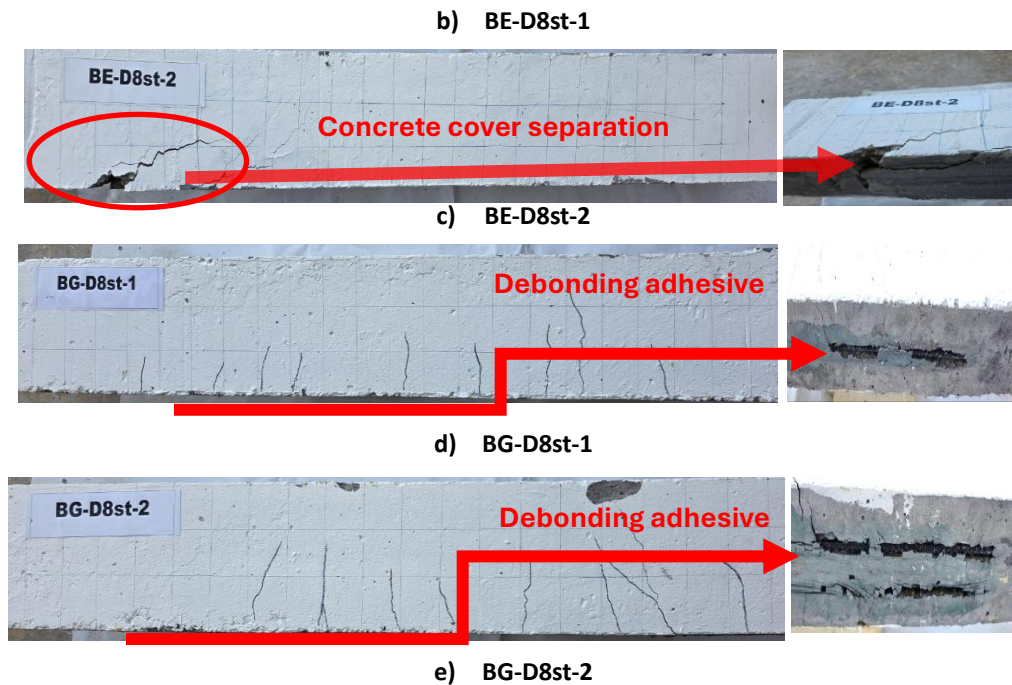 b) BE-D8st-1
BE-D8st-2
BE-D8st-2
Concrete cover separation
c) BE-D8st-2
BG-D8st-1
Debonding adhesive
d) BG-D8st-1
BG-D8st-2
Debonding adhesive
e) BG-D8st-2